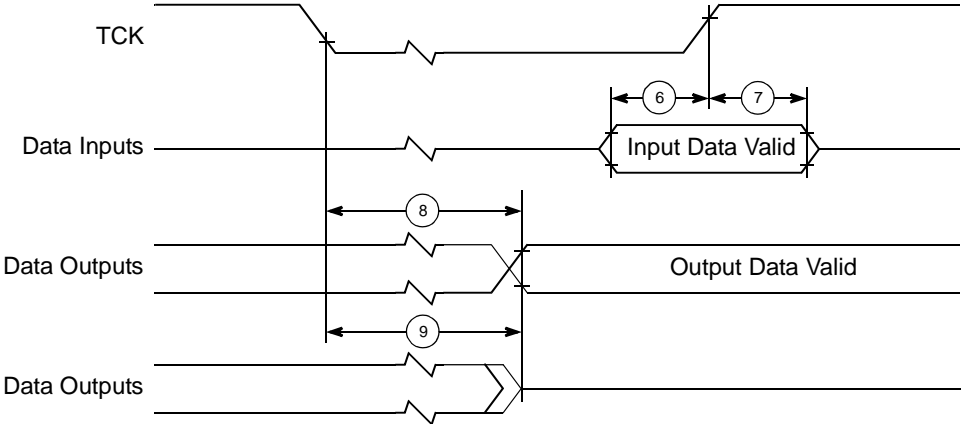 TCK
6
7
Data Inputs
Input Data Valid
8
Data Outputs
Output Data Valid
9
Data Outputs